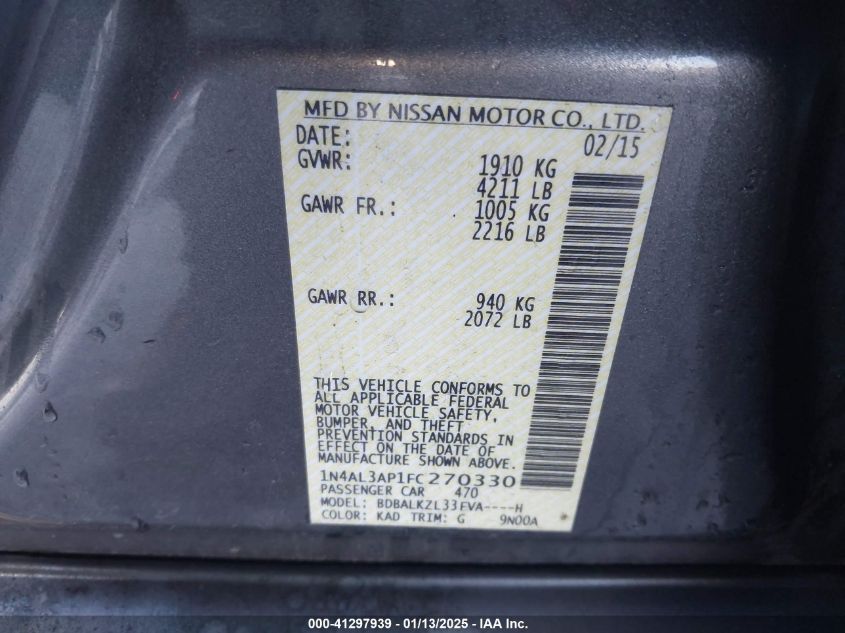 MFD BY NISSAN MOTOR CO., LTD.
DATE: 02/15
GVWR: 1910 KG
4211 LB
GAWR FR.: 1005 KG
2216 LB
GAWR RR.: 940 KG
2072 LB
THIS VEHICLE CONFORMS TO
ALL APPLICABLE FEDERAL
MOTOR VEHICLE SAFETY,
BUMPER, AND THEFT
PREVENTION STANDARDS IN
EFFECT ON THE DATE OF
MANUFACTURE SHOWN ABOVE.
1N4AL3AP1FC270330
PASSENGER CAR 470
MODEL: BDBALKZL33EVA----H
COLOR: KAD TRIM: G 9N00A
000-41297939 - 01/13/2025 - IAA Inc.